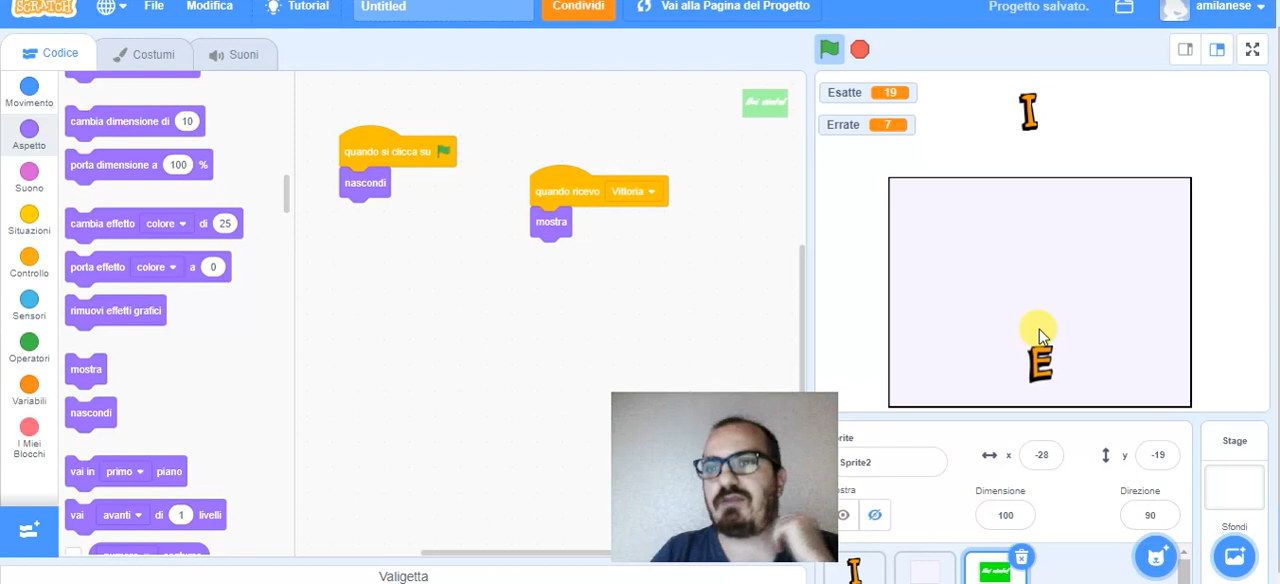 SCRATCH File Modifica Tutorial Untitled Condividi Vai alla Pagina del Progetto Progetto salvato. amilanese
Codice Costumi Suoni
Movimento
Aspetto
Suono
Situazioni
Controllo
Sensori
Operatori
Variabili
I Miei
Blocchi
cambia dimensione di 10
porta dimensione a 100 %
cambia effetto colore di 25
porta effetto colore a 0
rimuovi effetti grafici
mostra
nascondi
vai in primo piano
vai avanti di 1 livelli
quando si clicca su
nascondi
quando ricevo Vittoria
mostra
Esatte 19
Errate 7
I
E
Sprite2
x -28
y -19
Dimensione
100
Direzione
90
Stage
Sfondi
I
Valigetta